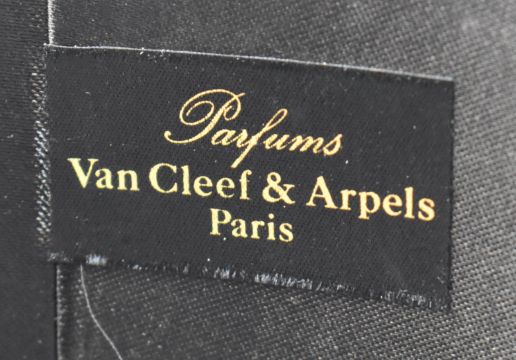 Parfums
Van Cleef & Arpels
Paris